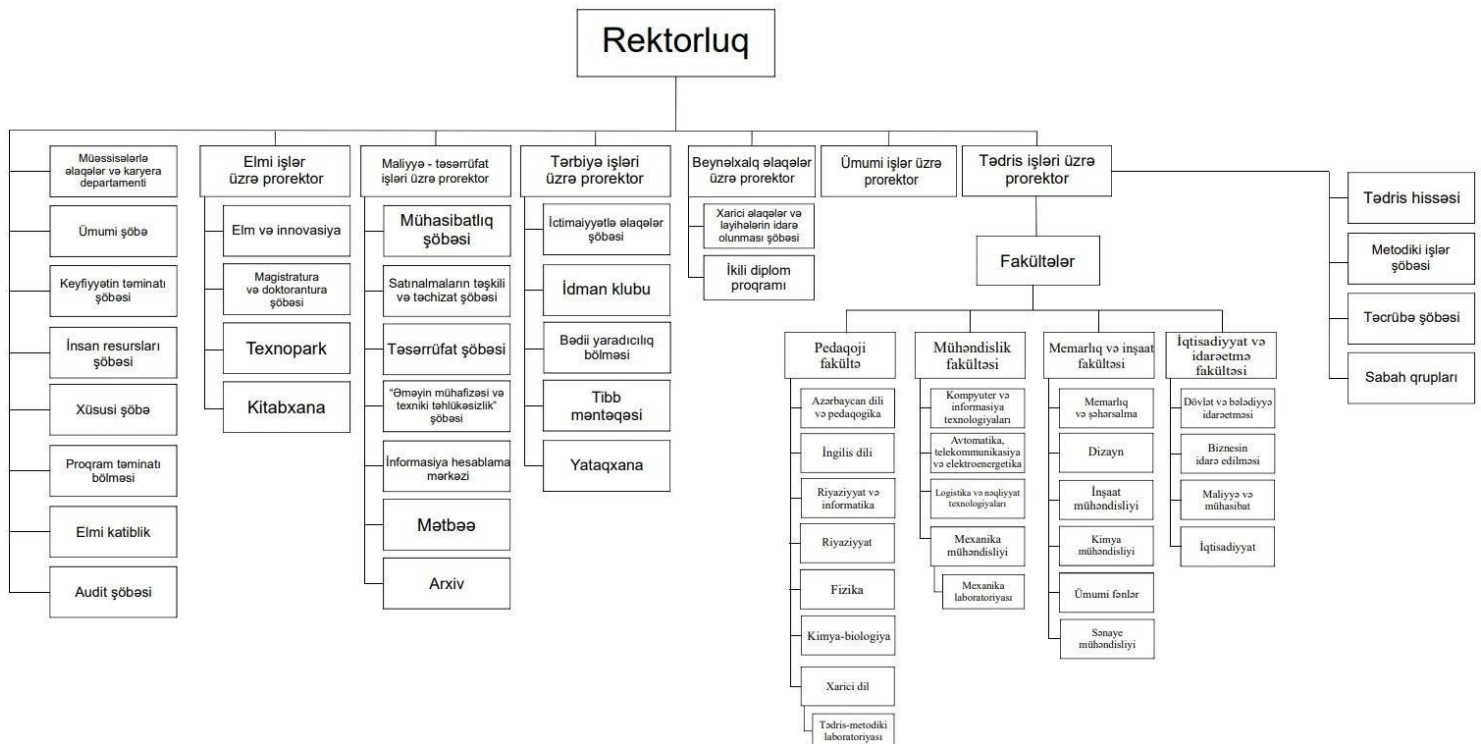 Rektorluq
Müəssisələrlə
əlaqələr və karyera
departamenti
Ümumi şöbə
Keyfiyyətin təminatı
şöbəsi
İnsan resursları
şöbəsi
Xüsusi şöbə
Proqram təminatı
bölməsi
Elmi katiblik
Audit şöbəsi
Elmi işlər
üzrə prorektor
Elm və innovasiya
Magistratura
və doktorantura
şöbəsi
Texnopark
Kitabxana
Maliyyə - təsərrüfat
işləri üzrə prorektor
Mühasibatlıq
şöbəsi
Satınalmaların təşkili
və təchizat şöbəsi
Təsərrüfat şöbəsi
“Əməyin mühafizəsi və
texniki təhlükəsizlik”
şöbəsi
İnformasiya hesablama
mərkəzi
Mətbəə
Arxiv
Tərbiyə işləri
üzrə prorektor
İctimaiyyətlə əlaqələr
şöbəsi
İdman klubu
Bədii yaradıcılıq
bölməsi
Tibb
məntəqəsi
Yataqxana
Beynəlxalq əlaqələr
üzrə prorektor
Xarici əlaqələr və
layihələrin idarə
olunması şöbəsi
İkili diplom
proqramı
Ümumi işlər üzrə
prorektor
Tədris işləri üzrə
prorektor
Fakültələr
Pedaqoji
fakültə
Azərbaycan dili
və pedaqogika
İngilis dili
Riyaziyyat və
informatika
Riyaziyyat
Fizika
Kimya-biologiya
Xarici dil
Tədris-metodiki
laboratoriyası
Mühəndislik
fakültəsi
Kompyuter və
informasiya
texnologiyaları
Avtomatika,
telekommunikasiya
və elektroenergetika
Logistika və nəqliyyat
texnologiyaları
Mexanika
mühəndisliyi
Mexanika
laboratoriyası
Memarlıq və inşaat
fakültəsi
Memarlıq
və şəhərsalma
Dizayn
İnşaat
mühəndisliyi
Kimya
mühəndisliyi
Ümumi fənlər
Sənaye
mühəndisliyi
İqtisadiyyat və
idarəetmə
fakültəsi
Dövlət və bələdiyyə
idarəetməsi
Biznesin
idarə edilməsi
Maliyyə və
mühasibat
İqtisadiyyat
Tədris hissəsi
Metodiki işlər
şöbəsi
Təcrübə şöbəsi
Sabah qrupları